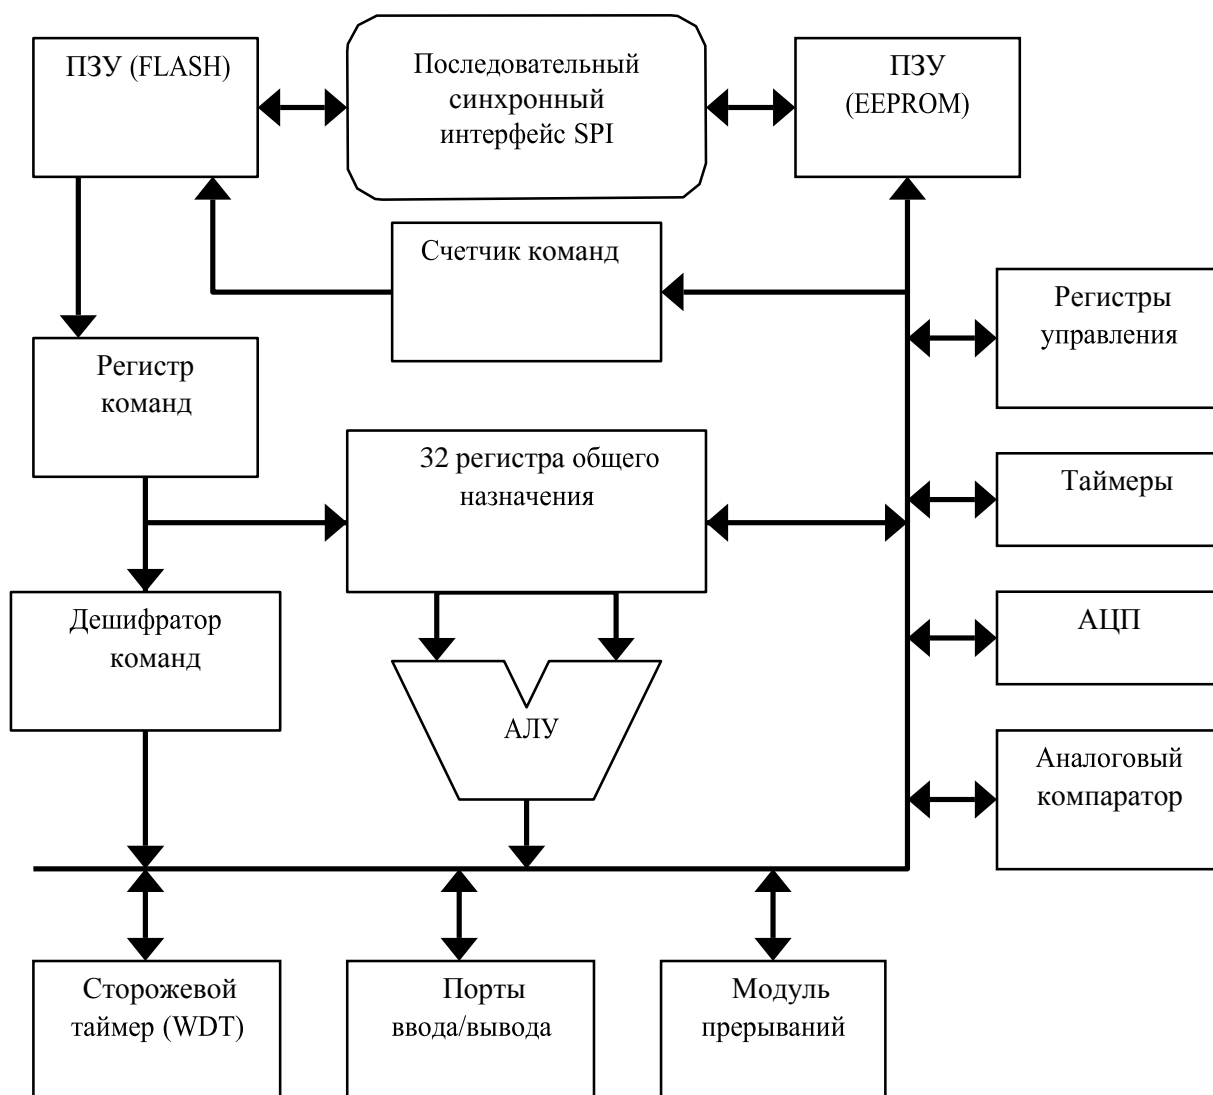 ПЗУ (FLASH)
Последовательный
синхронный
интерфейс SPI
ПЗУ
(EEPROM)
Счетчик команд
Регистры
управления
Регистр
команд
32 регистра общего
назначения
Таймеры
Дешифратор
команд
АЦП
АЛУ
Аналоговый
компаратор
Сторожевой
таймер (WDT)
Порты
ввода/вывода
Модуль
прерываний